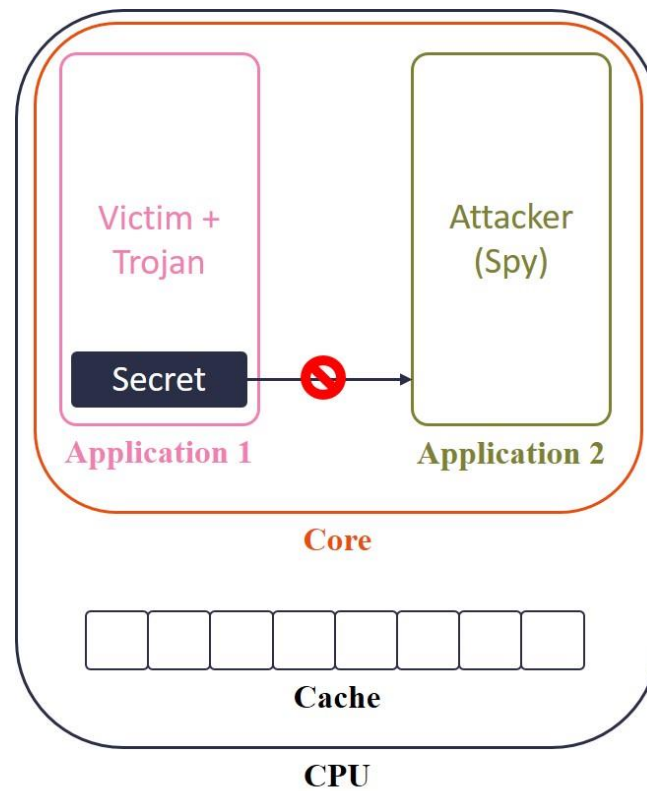 Victim +
Trojan
Attacker
(Spy)
Secret
Application 1
Application 2
Core
Cache
CPU